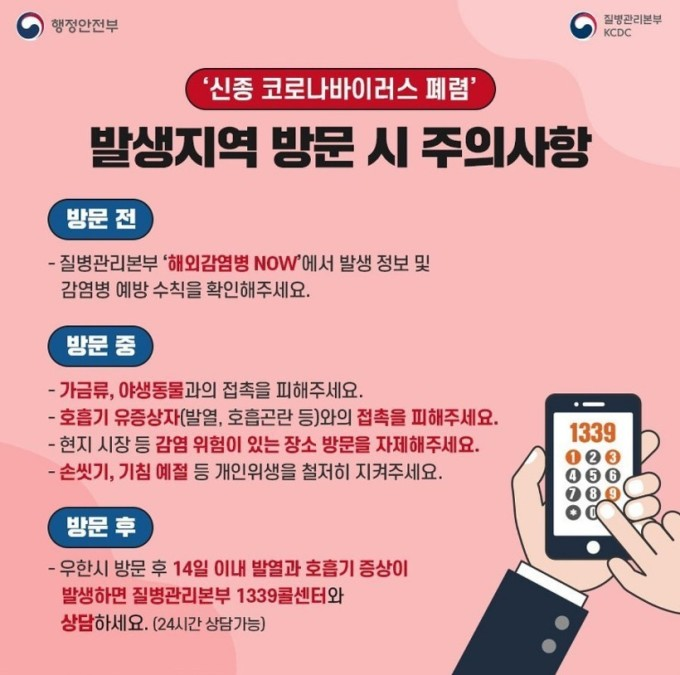 행정안전부
질병관리본부
KCDC
‘신종 코로나바이러스 폐렴’
발생지역 방문 시 주의사항
방문 전
- 질병관리본부 ‘해외감염병 NOW’에서 발생 정보 및
감염병 예방 수칙을 확인해주세요.
방문 중
- 가금류, 야생동물과의 접촉을 피해주세요.
- 호흡기 유증상자(발열, 호흡곤란 등)와의 접촉을 피해주세요.
- 현지 시장 등 감염 위험이 있는 장소 방문을 자제해주세요.
- 손씻기, 기침 예절 등 개인위생을 철저히 지켜주세요.
1339
1 2 3
4 5 6
7 8 9
* 0
방문 후
- 우한시 방문 후 14일 이내 발열과 호흡기 증상이
발생하면 질병관리본부 1339콜센터와
상담하세요. (24시간 상담가능)